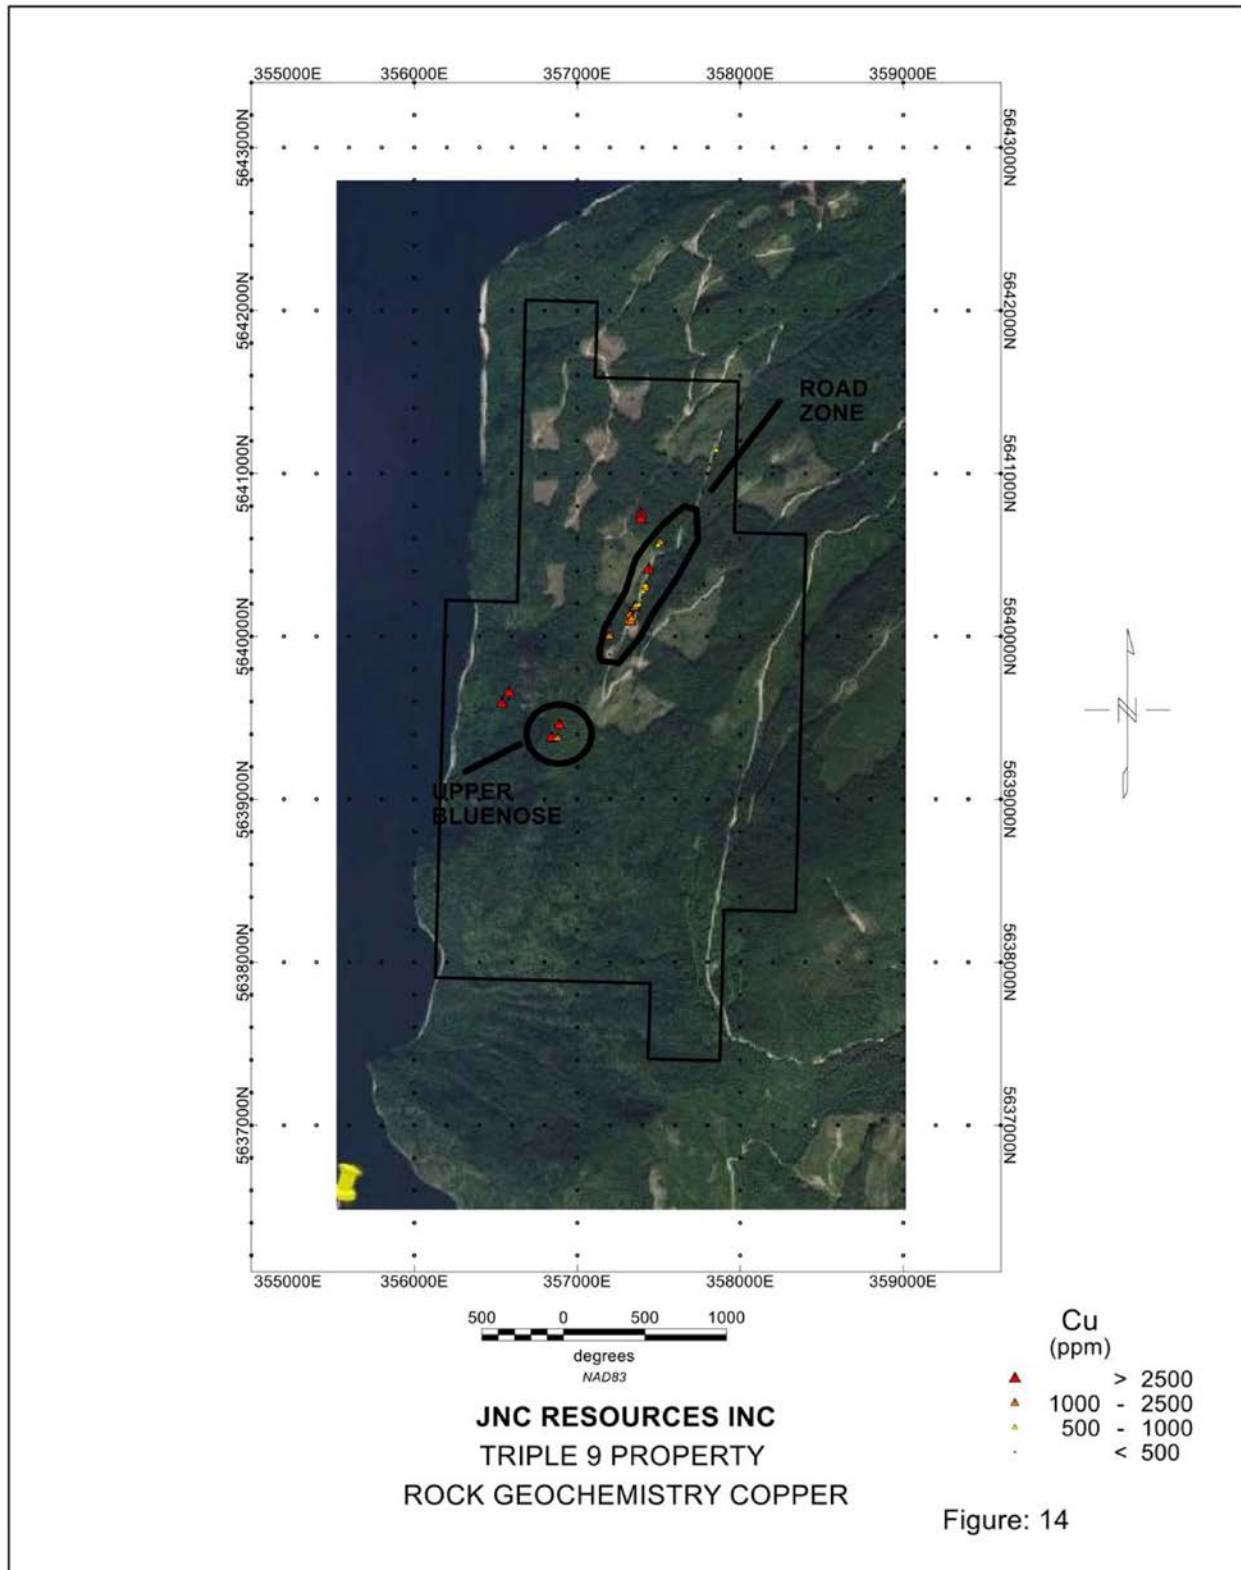 355000E 356000E 357000E 358000E 359000E
5643000N 5643000N
5642000N 5642000N
ROAD
ZONE
5641000N 5641000N
5640000N 5640000N
N
UPPER
BLUENOSE
5639000N 5639000N
5638000N 5638000N
5637000N 5637000N
355000E 356000E 357000E 358000E 359000E
500 0 500 1000
degrees
NAD83
Cu
(ppm)
> 2500
1000 - 2500
500 - 1000
< 500
JNC RESOURCES INC
TRIPLE 9 PROPERTY
ROCK GEOCHEMISTRY COPPER
Figure: 14